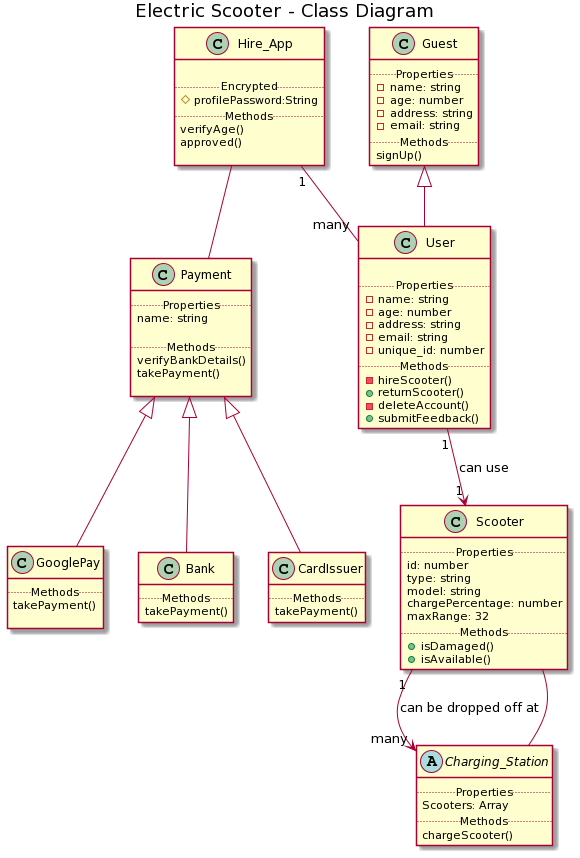 Electric Scooter - Class Diagram
C Hire_App
Encrypted
profilePassword:String
Methods
verifyAge()
approved()
C Guest
Properties
name: string
age: number
address: string
email: string
Methods
signUp()
1
many
C Payment
Properties
name: string
Methods
verifyBankDetails()
takePayment()
C User
Properties
name: string
age: number
address: string
email: string
unique_id: number
Methods
hireScooter()
returnScooter()
deleteAccount()
submitFeedback()
1
can use
1
C GooglePay
Methods
takePayment()
C Bank
Methods
takePayment()
C CardIssuer
Methods
takePayment()
C Scooter
Properties
id: number
type: string
model: string
chargePercentage: number
maxRange: 32
Methods
isDamaged()
isAvailable()
1
can be dropped off at
many
A Charging_Station
Properties
Scooters: Array
Methods
chargeScooter()